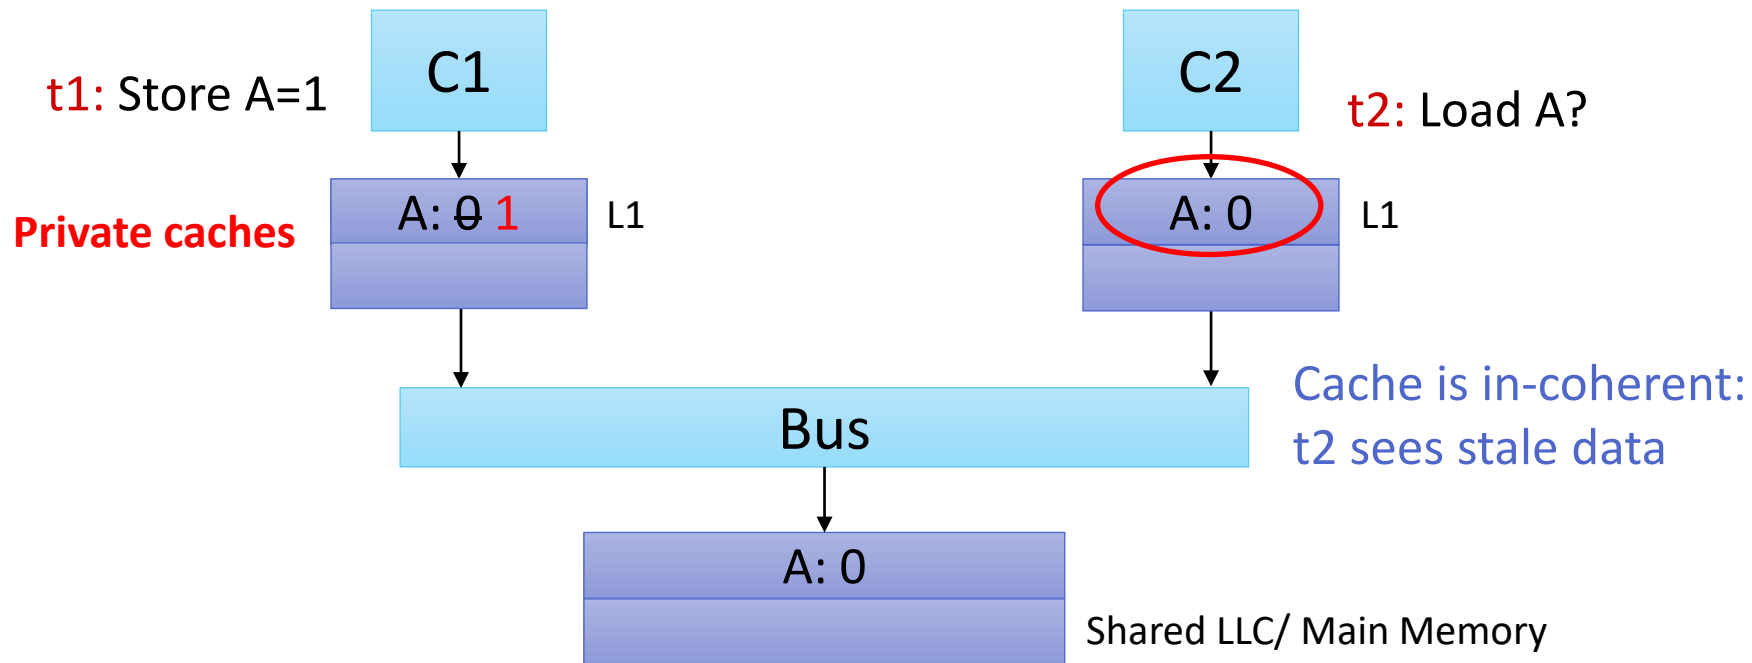 C1
C2
t1: Store A=1
t2: Load A?
Private caches
A: 0 1
L1
A: 0
L1
Cache is in-coherent:
t2 sees stale data
Bus
A: 0
Shared LLC/ Main Memory